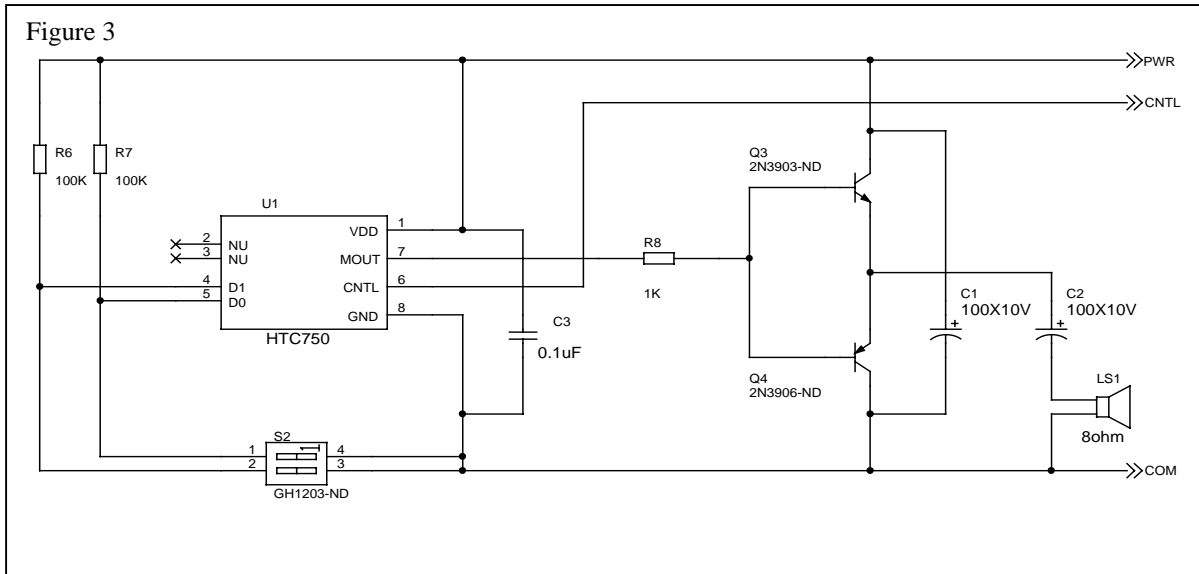 Figure 3
PWR
CNTL
R6
100K
R7
100K
U1
2 NU
3 NU
4 D1
5 D0
VDD 1
MOUT 7
CNTL 6
GND 8
HTC750
C3
0.1uF
R8
1K
Q3
2N3903-ND
Q4
2N3906-ND
C1
100X10V
+
C2
100X10V
+
LS1
8ohm
S2
1 4
2 3
GH1203-ND
COM